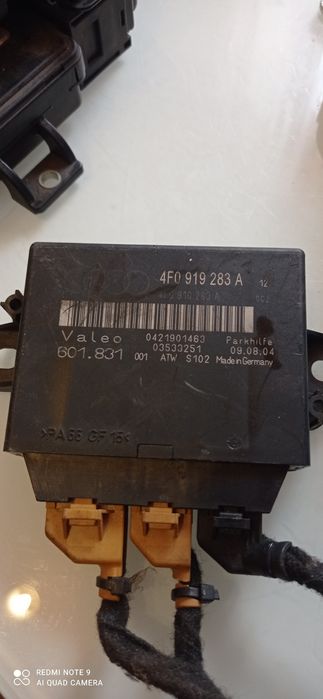 4F0 919 283 A 12
4F0 910 283 A 002
Valeo 0421901463 Parkhilfe
601.831 001 03533251 09.08.04
ATW S102 Made in Germany
>PA66 GF15<
REDMI NOTE 9
AI QUAD CAMERA